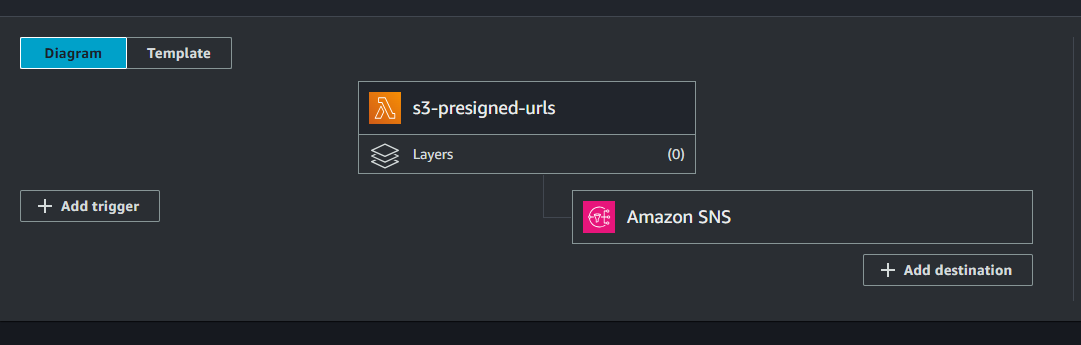 Diagram
Template
s3-presigned-urls
Layers
(0)
Add trigger
Amazon SNS
Add destination